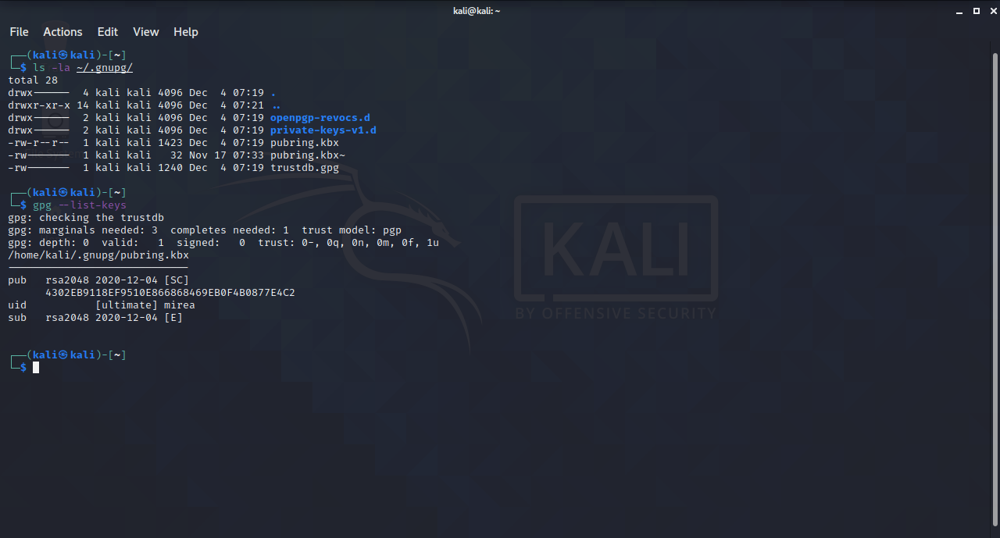 kali@kali: ~
File Actions Edit View Help
┌──(kali㉿kali)-[~]
└─$ ls -la ~/.gnupg/
total 28
drwx------  4 kali kali 4096 Dec  4 07:19 .
drwxr-xr-x 14 kali kali 4096 Dec  4 07:21 ..
drwx------  2 kali kali 4096 Dec  4 07:19 openpgp-revocs.d
drwx------  2 kali kali 4096 Dec  4 07:19 private-keys-v1.d
-rw-r--r--  1 kali kali 1423 Dec  4 07:19 pubring.kbx
-rw-------  1 kali kali   32 Nov 17 07:33 pubring.kbx~
-rw-------  1 kali kali 1240 Dec  4 07:19 trustdb.gpg
┌──(kali㉿kali)-[~]
└─$ gpg --list-keys
gpg: checking the trustdb
gpg: marginals needed: 3  completes needed: 1  trust model: pgp
gpg: depth: 0  valid:   1  signed:   0  trust: 0-, 0q, 0n, 0m, 0f, 1u
/home/kali/.gnupg/pubring.kbx
-----------------------------
pub   rsa2048 2020-12-04 [SC]
      4302EB9118EF9510E866868469EB0F4B0877E4C2
uid           [ultimate] mirea
sub   rsa2048 2020-12-04 [E]
┌──(kali㉿kali)-[~]
└─$
KALI
BY OFFENSIVE SECURITY